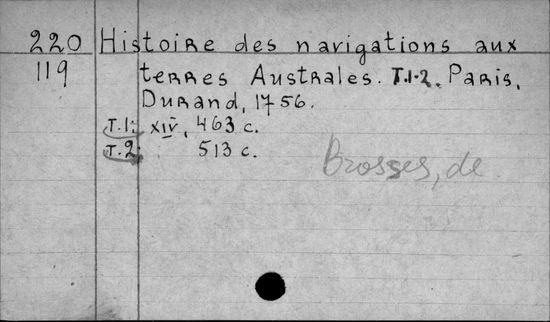 220 Histoire des navigations aux
119 terres Australes. T.1-2. Paris,
Durand, 1756.
T.1: XIV, 463 c.
T.2: 513 c.
Brosses, de